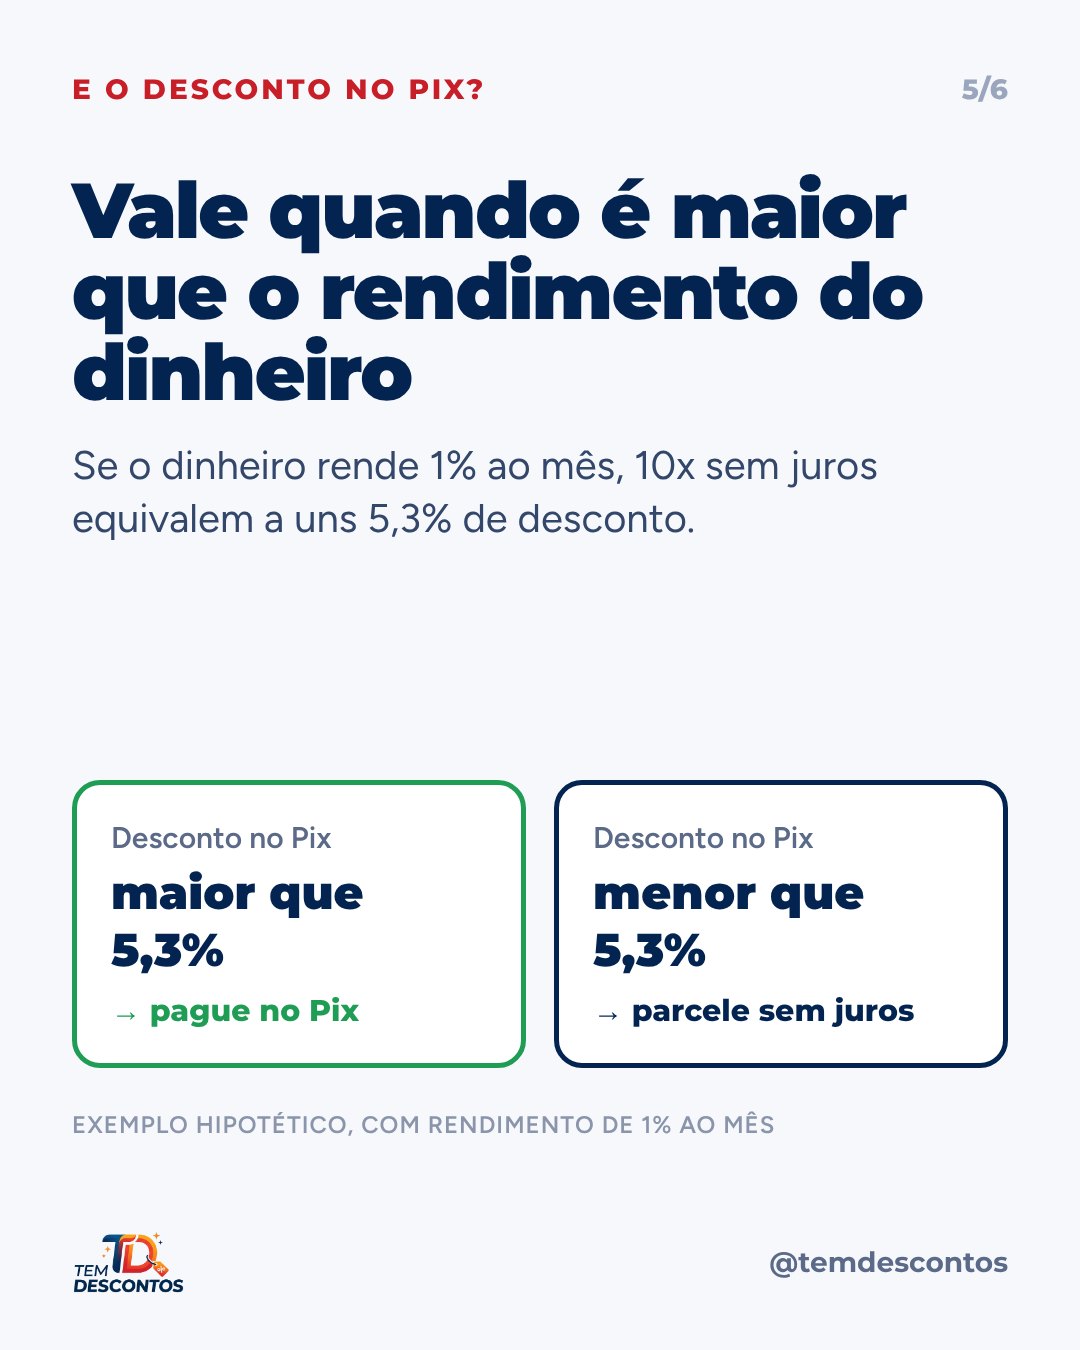 E O DESCONTO NO PIX?
5/6
Vale quando é maior
que o rendimento do
dinheiro
Se o dinheiro rende 1% ao mês, 10x sem juros
equivalem a uns 5,3% de desconto.
Desconto no Pix
maior que
5,3%
→ pague no Pix
Desconto no Pix
menor que
5,3%
→ parcele sem juros
EXEMPLO HIPOTÉTICO, COM RENDIMENTO DE 1% AO MÊS
TD
TEM
DESCONTOS
@temdescontos